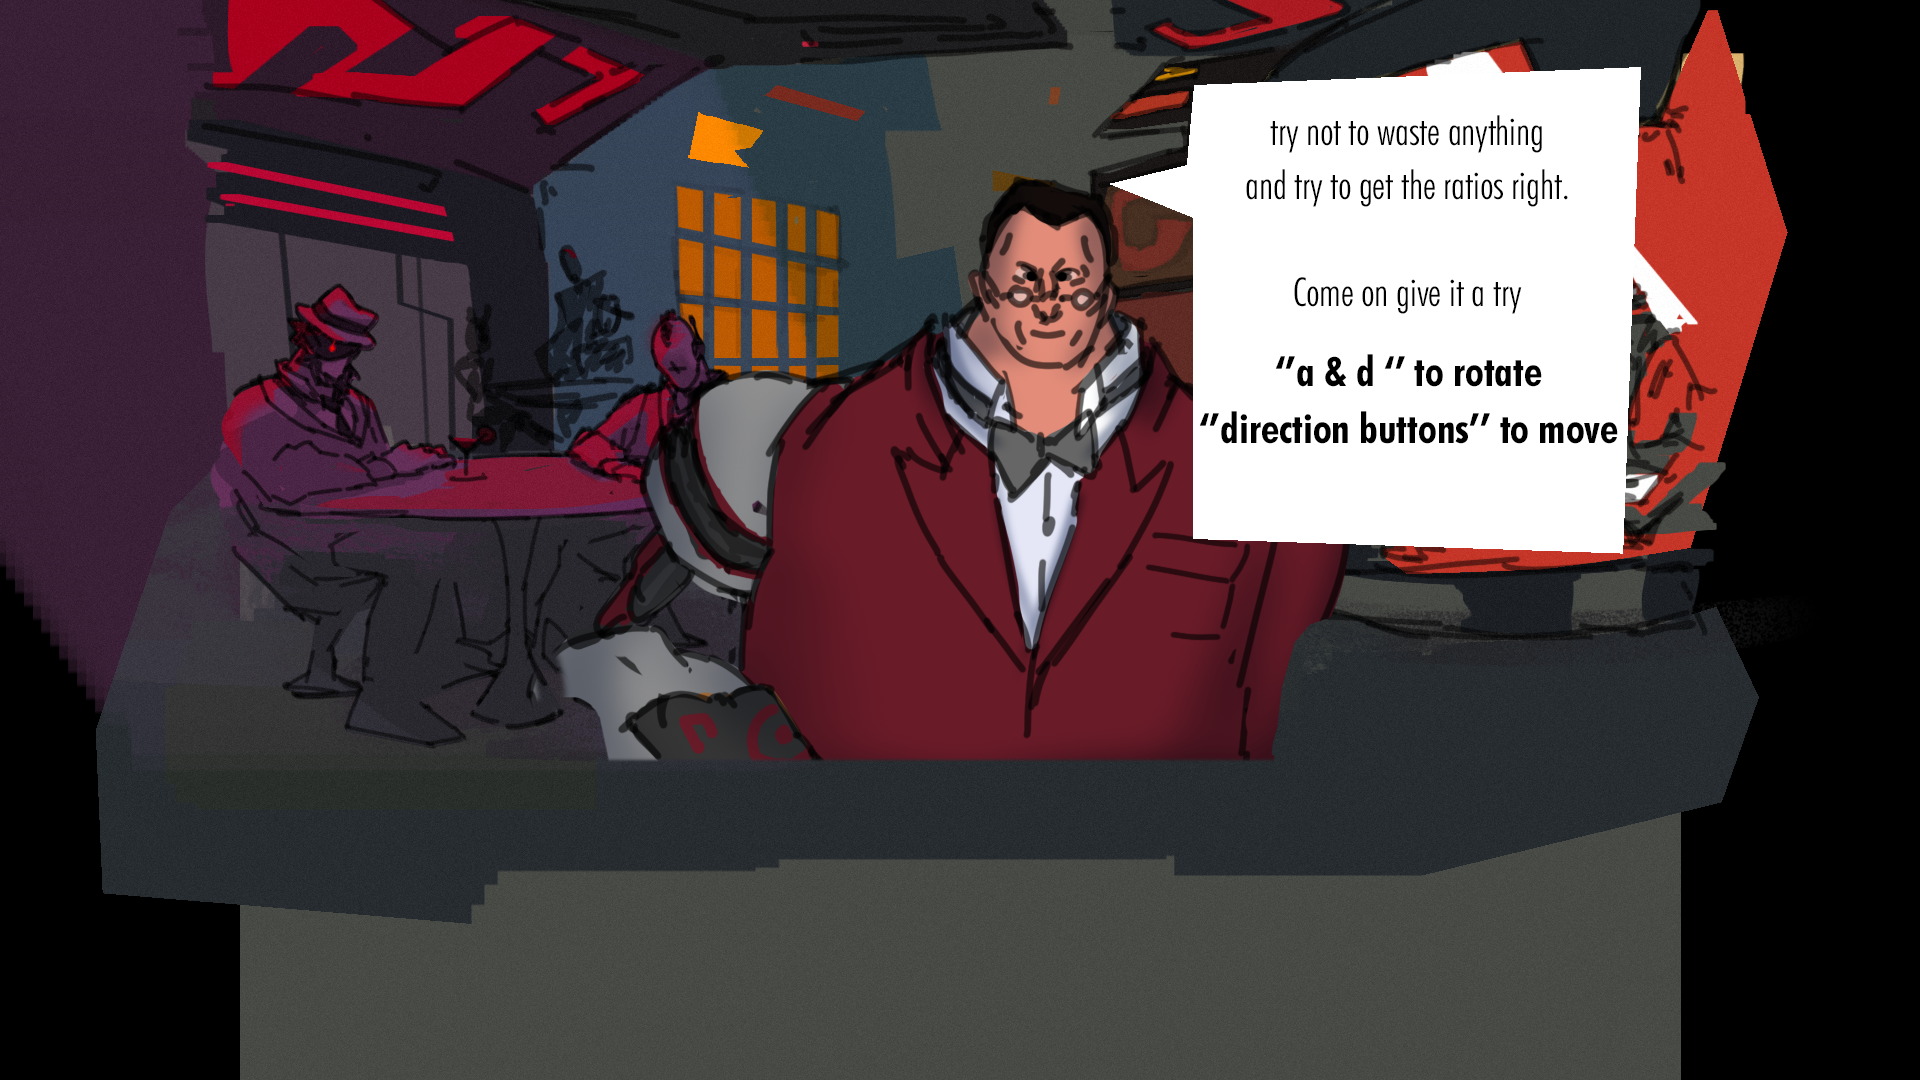 try not to waste anything
and try to get the ratios right.
Come on give it a try
‘’a & d ‘’ to rotate
‘’direction buttons’’ to move